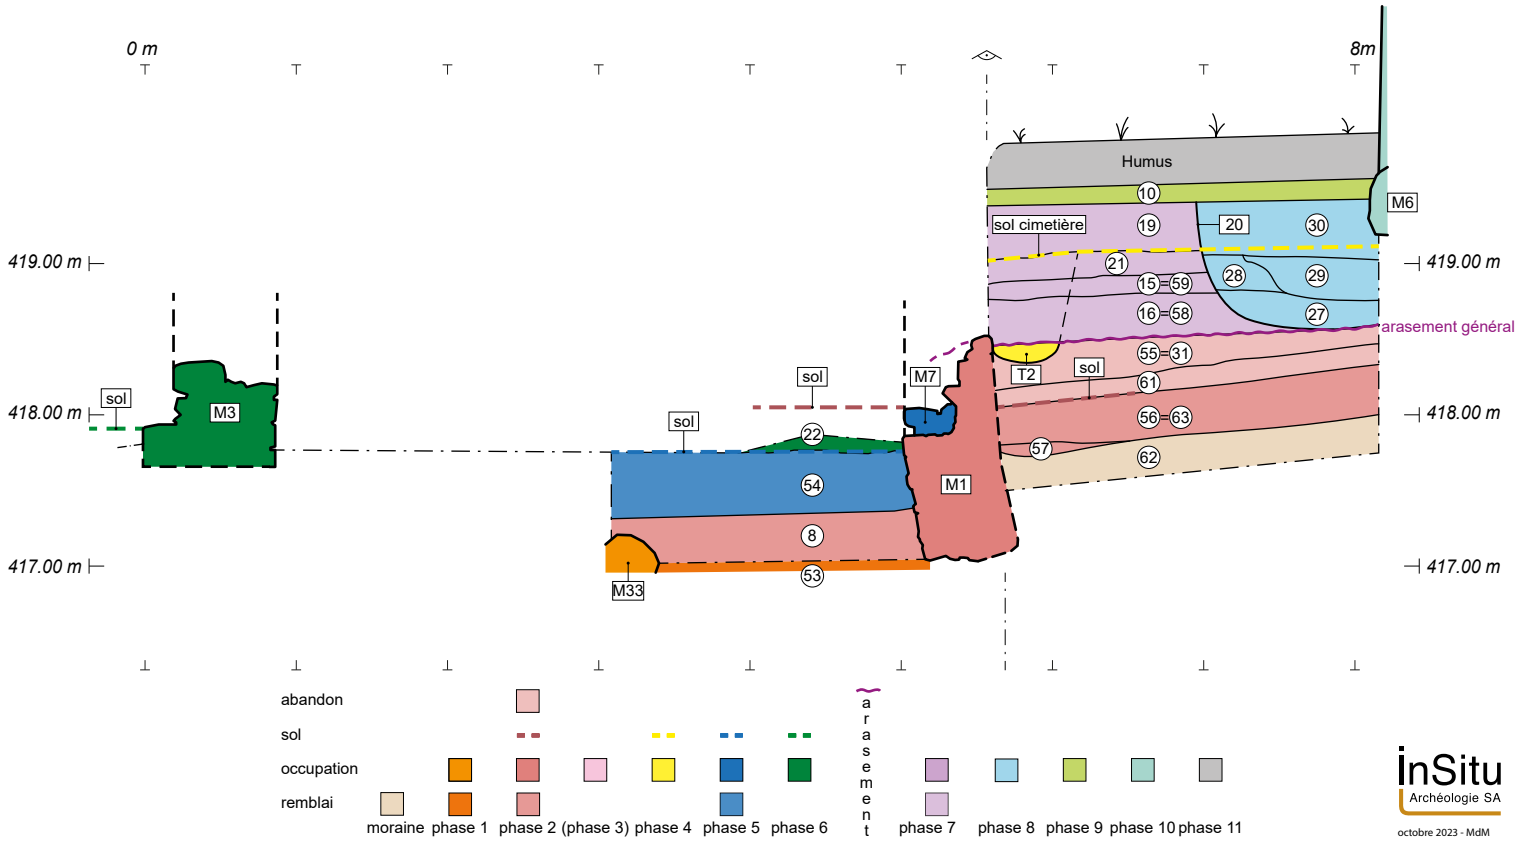 0 m
8m
Humus
10
M6
sol cimetière
19
20
30
419.00 m
21
28
29
419.00 m
15=59
16=58
27
arasement général
55=31
sol
M7
T2
sol
61
sol
M3
418.00 m
418.00 m
sol
22
56=63
57
62
54
M1
8
417.00 m
417.00 m
53
M33
abandon
sol
occupation
remblai
moraine phase 1 phase 2 (phase 3) phase 4 phase 5 phase 6 phase 7 phase 8 phase 9 phase 10 phase 11
arasement
inSitu
Archéologie SA
octobre 2023 - MdM